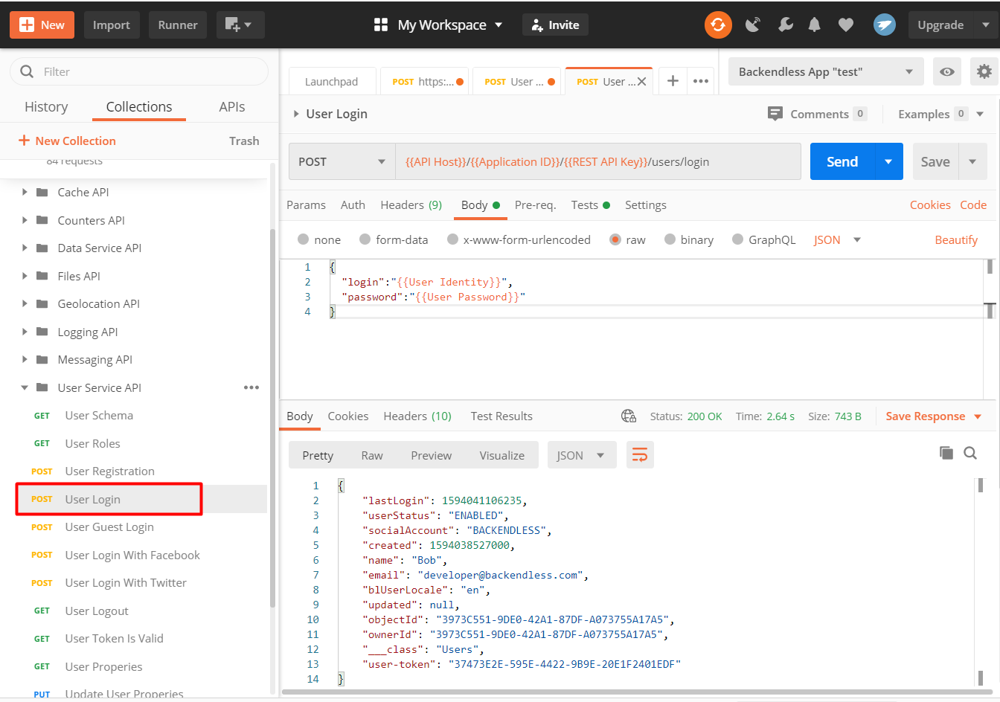 New
Import
Runner
My Workspace
Invite
Upgrade
Filter
History
Collections
APIs
New Collection
Trash
84 requests
Cache API
Counters API
Data Service API
Files API
Geolocation API
Logging API
Messaging API
User Service API
GET User Schema
GET User Roles
POST User Registration
POST User Login
POST User Guest Login
POST User Login With Facebook
POST User Login With Twitter
GET User Logout
GET User Token Is Valid
GET User Properies
PUT Update User Properies
Launchpad
POST https:...
POST User ...
POST User ...
Backendless App "test"
User Login
Comments 0
Examples 0
POST
{{API Host}}/{{Application ID}}/{{REST API Key}}/users/login
Send
Save
Params
Auth
Headers (9)
Body
Pre-req.
Tests
Settings
Cookies
Code
none
form-data
x-www-form-urlencoded
raw
binary
GraphQL
JSON
Beautify
1 {
2 "login":"{{User Identity}}",
3 "password":"{{User Password}}"
4 }
Body
Cookies
Headers (10)
Test Results
Status: 200 OK
Time: 2.64 s
Size: 743 B
Save Response
Pretty
Raw
Preview
Visualize
JSON
1 {
2 "lastLogin": 1594041106235,
3 "userStatus": "ENABLED",
4 "socialAccount": "BACKENDLESS",
5 "created": 1594038527000,
6 "name": "Bob",
7 "email": "developer@backendless.com",
8 "blUserLocale": "en",
9 "updated": null,
10 "objectId": "3973C551-9DE0-42A1-87DF-A073755A17A5",
11 "ownerId": "3973C551-9DE0-42A1-87DF-A073755A17A5",
12 "___class": "Users",
13 "user-token": "37473E2E-595E-4422-9B9E-20E1F2401EDF"
14 }